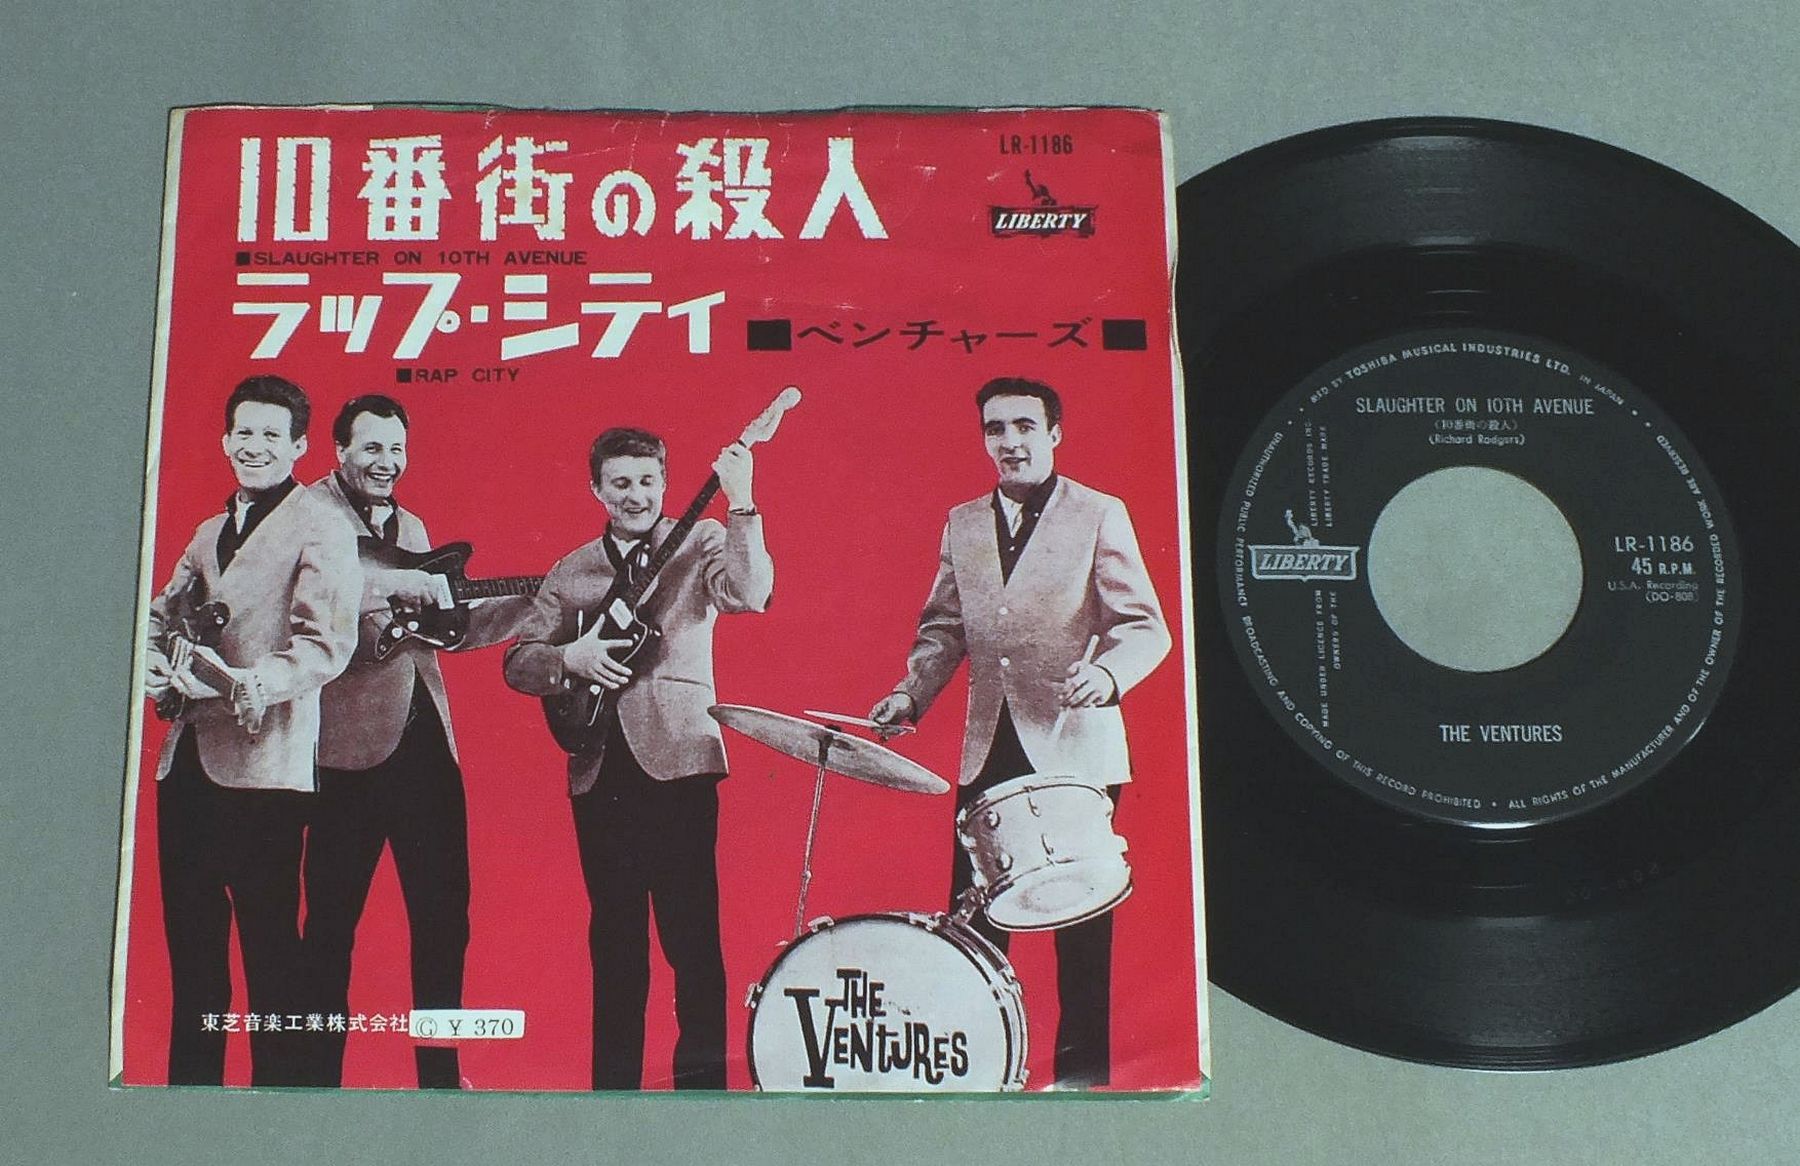 10番街の殺人
LR-1186
LIBERTY
■SLAUGHTER ON 10TH AVENUE
ラップ・シティ
■ベンチャーズ■
■RAP CITY
THE
VENTURES
東芝音楽工業株式会社 Ⓖ ¥ 370
MFD BY TOSHIBA MUSICAL INDUSTRIES LTD. IN JAPAN
SLAUGHTER ON 10TH AVENUE
(10番街の殺人)
(Richard Rodgers)
LIBERTY RECORDS INC.
LIBERTY TRADE MARK
LIBERTY
MADE UNDER LICENCE FROM
OWNERS OF THE
LR-1186
45 R.P.M.
U.S.A. Recording
(DO-808)
THE VENTURES
UNAUTHORIZED PUBLIC PERFORMANCE BROADCASTING AND COPYING OF THIS RECORD PROHIBITED • ALL RIGHTS OF THE MANUFACTURER AND OF THE OWNER OF THE RECORDED WORK ARE RESERVED